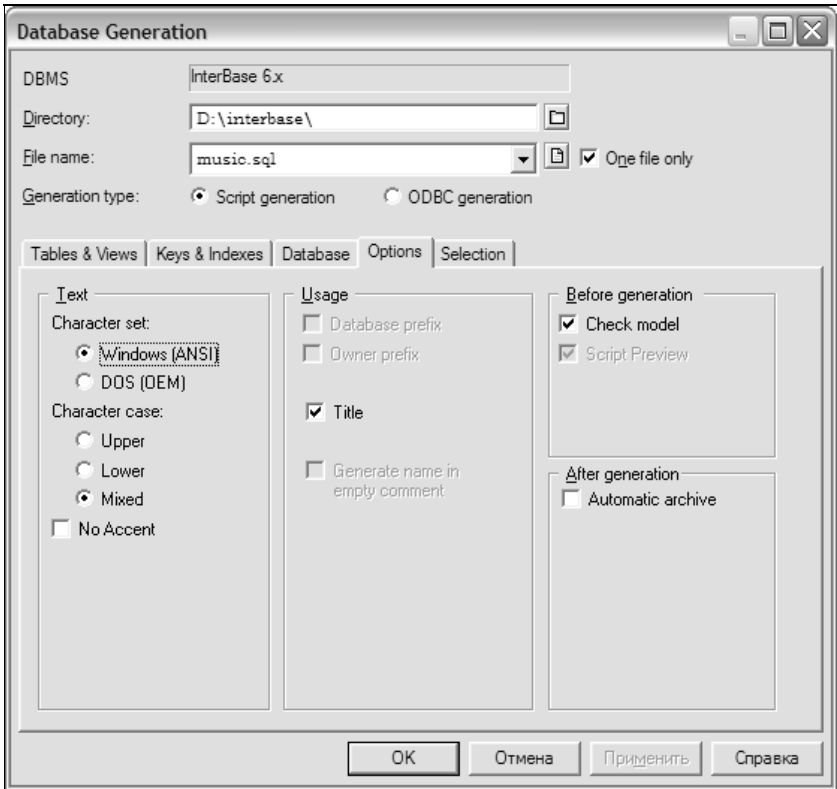 Database Generation
DBMS InterBase 6.x
Directory: D:\interbase\
File name: music.sql One file only
Generation type: Script generation ODBC generation
Tables & Views Keys & Indexes Database Options Selection
Text
Character set:
Windows (ANSI)
DOS (OEM)
Character case:
Upper
Lower
Mixed
No Accent
Usage
Database prefix
Owner prefix
Title
Generate name in
empty comment
Before generation
Check model
Script Preview
After generation
Automatic archive
OK Отмена Применить Справка